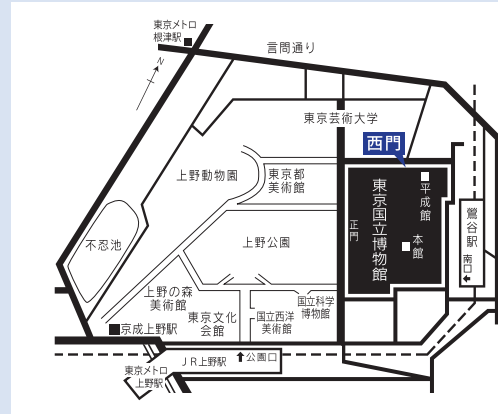 東京メトロ
根津駅
言問通り
N
東京芸術大学
西門
上野動物園
東京都
美術館
平成館
東京国立博物館
鶯谷駅
正門
本館
不忍池
上野公園
南口
上野の森
美術館
国立科学
博物館
東京文化
会館
国立西洋
美術館
京成上野駅
JR上野駅
公園口
東京メトロ
上野駅